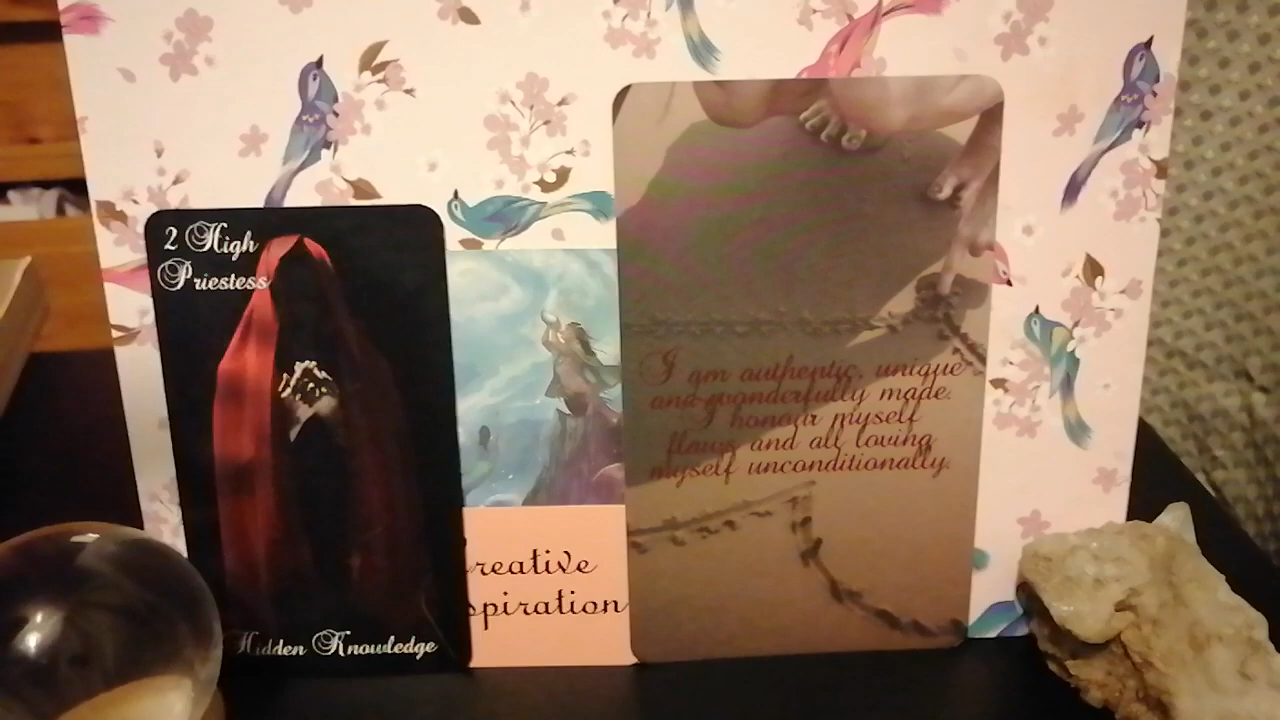 2 High
Priestess
Hidden Knowledge
reative
spiration
I am authentic, unique
and wonderfully made.
I honour myself
flaws and all loving
myself unconditionally.